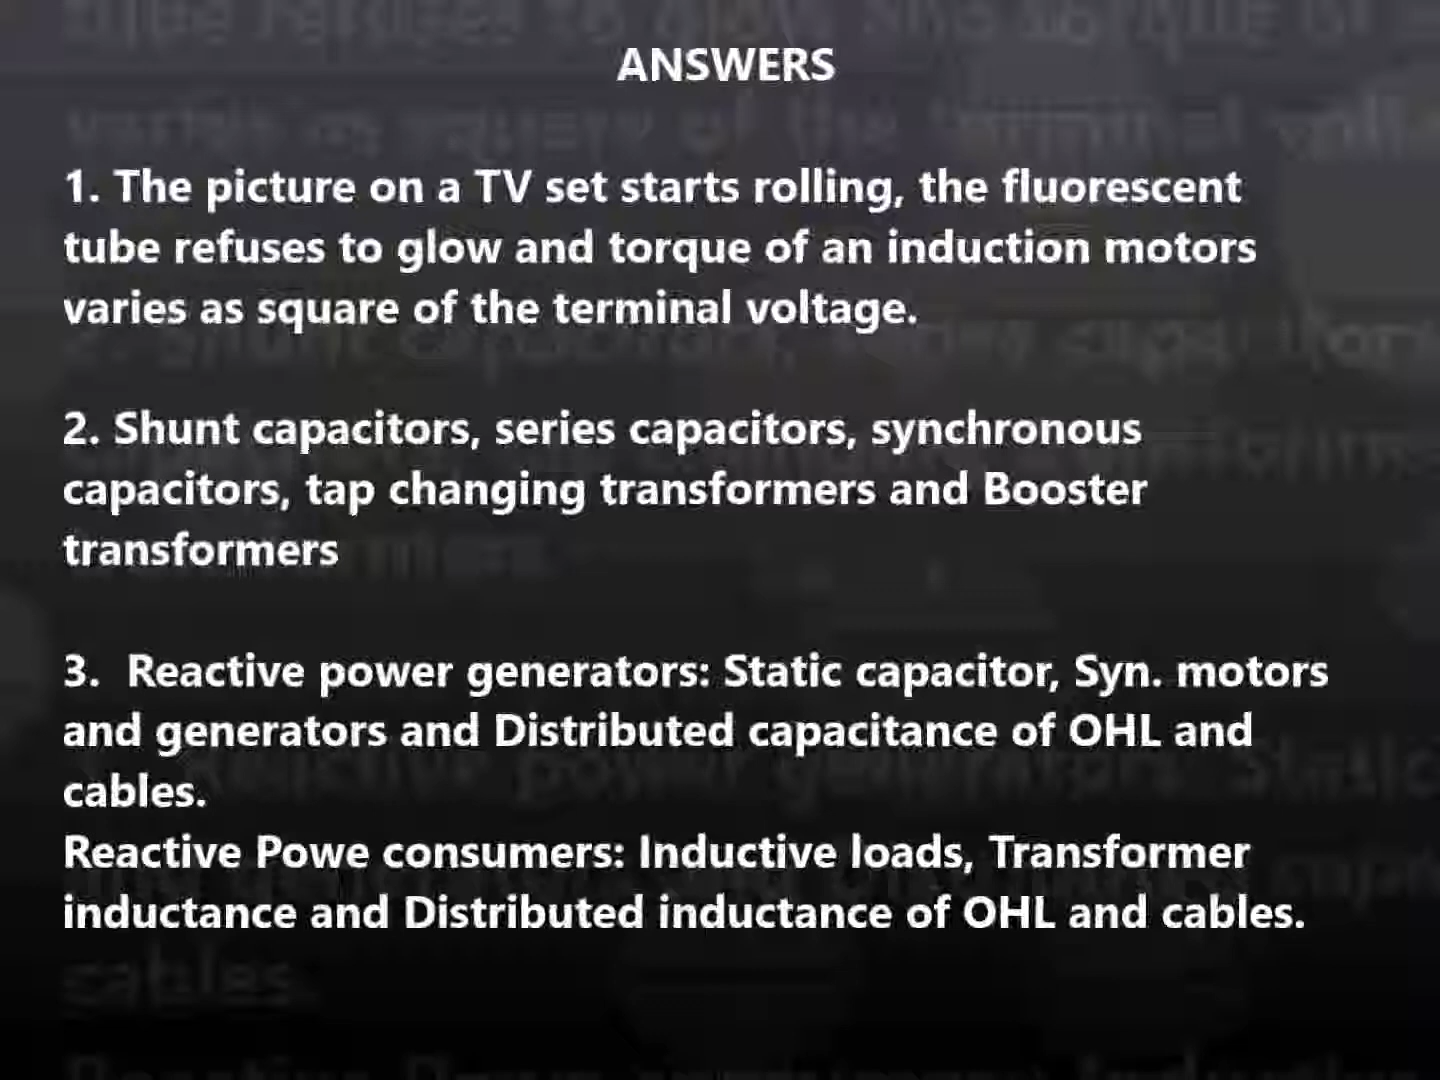 ANSWERS
1. The picture on a TV set starts rolling, the fluorescent
tube refuses to glow and torque of an induction motors
varies as square of the terminal voltage.
2. Shunt capacitors, series capacitors, synchronous
capacitors, tap changing transformers and Booster
transformers
3.  Reactive power generators: Static capacitor, Syn. motors
and generators and Distributed capacitance of OHL and
cables.
Reactive Powe consumers: Inductive loads, Transformer
inductance and Distributed inductance of OHL and cables.